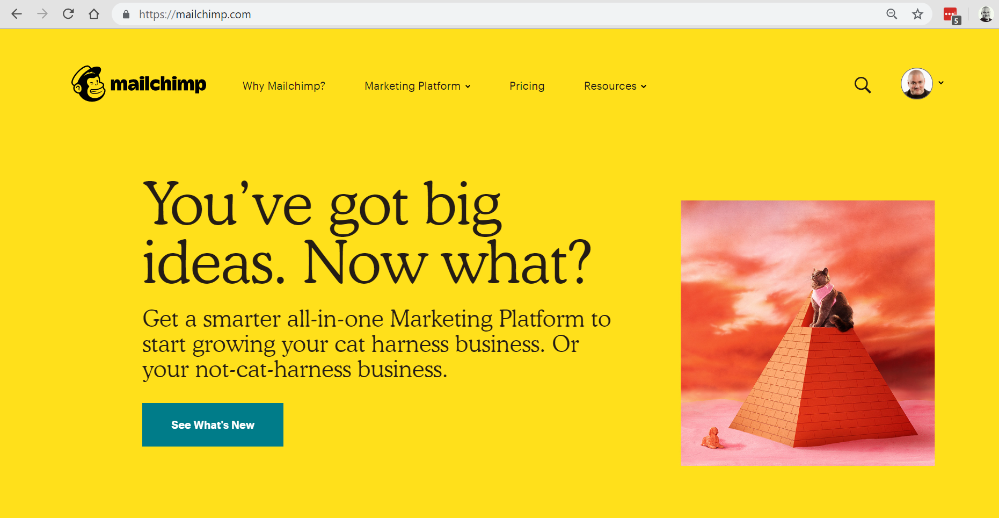 https://mailchimp.com
5
mailchimp
Why Mailchimp?
Marketing Platform
Pricing
Resources
You’ve got big
ideas. Now what?
Get a smarter all-in-one Marketing Platform to
start growing your cat harness business. Or
your not-cat-harness business.
See What's New